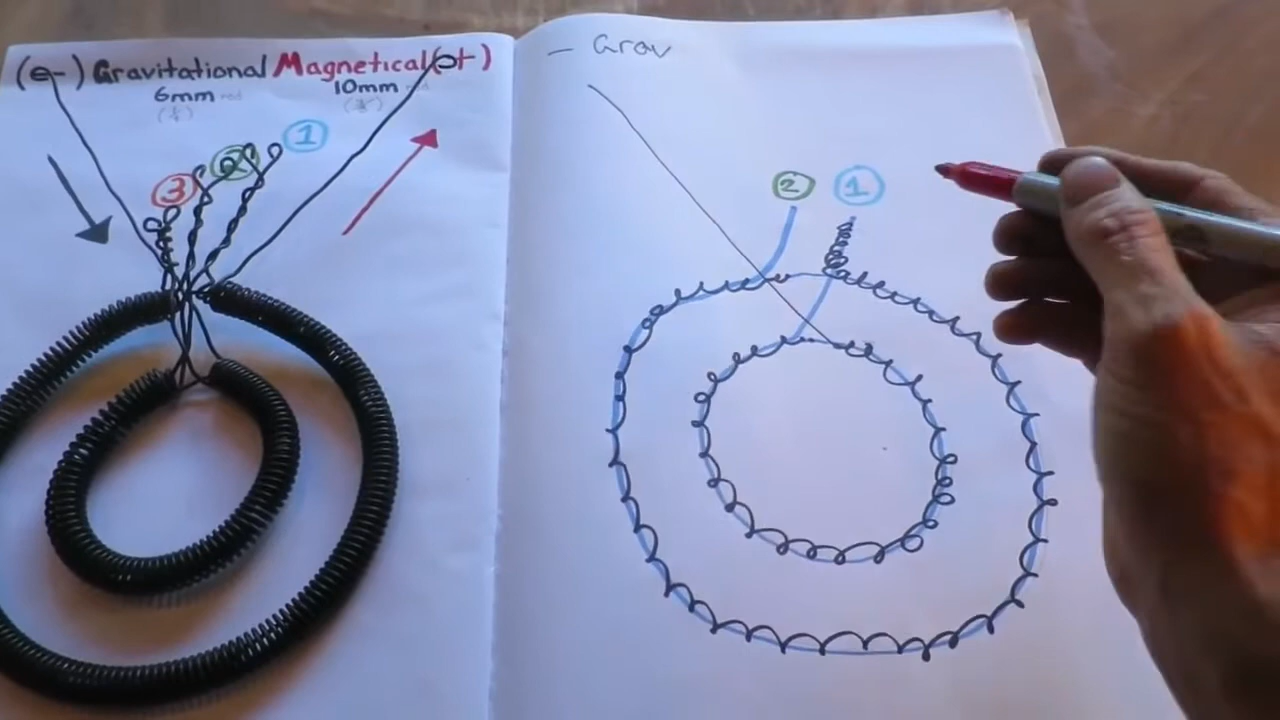 (e-) Gravitational Magnetical (p+)
6mm
10mm
1
2
3
- Grav
2
1